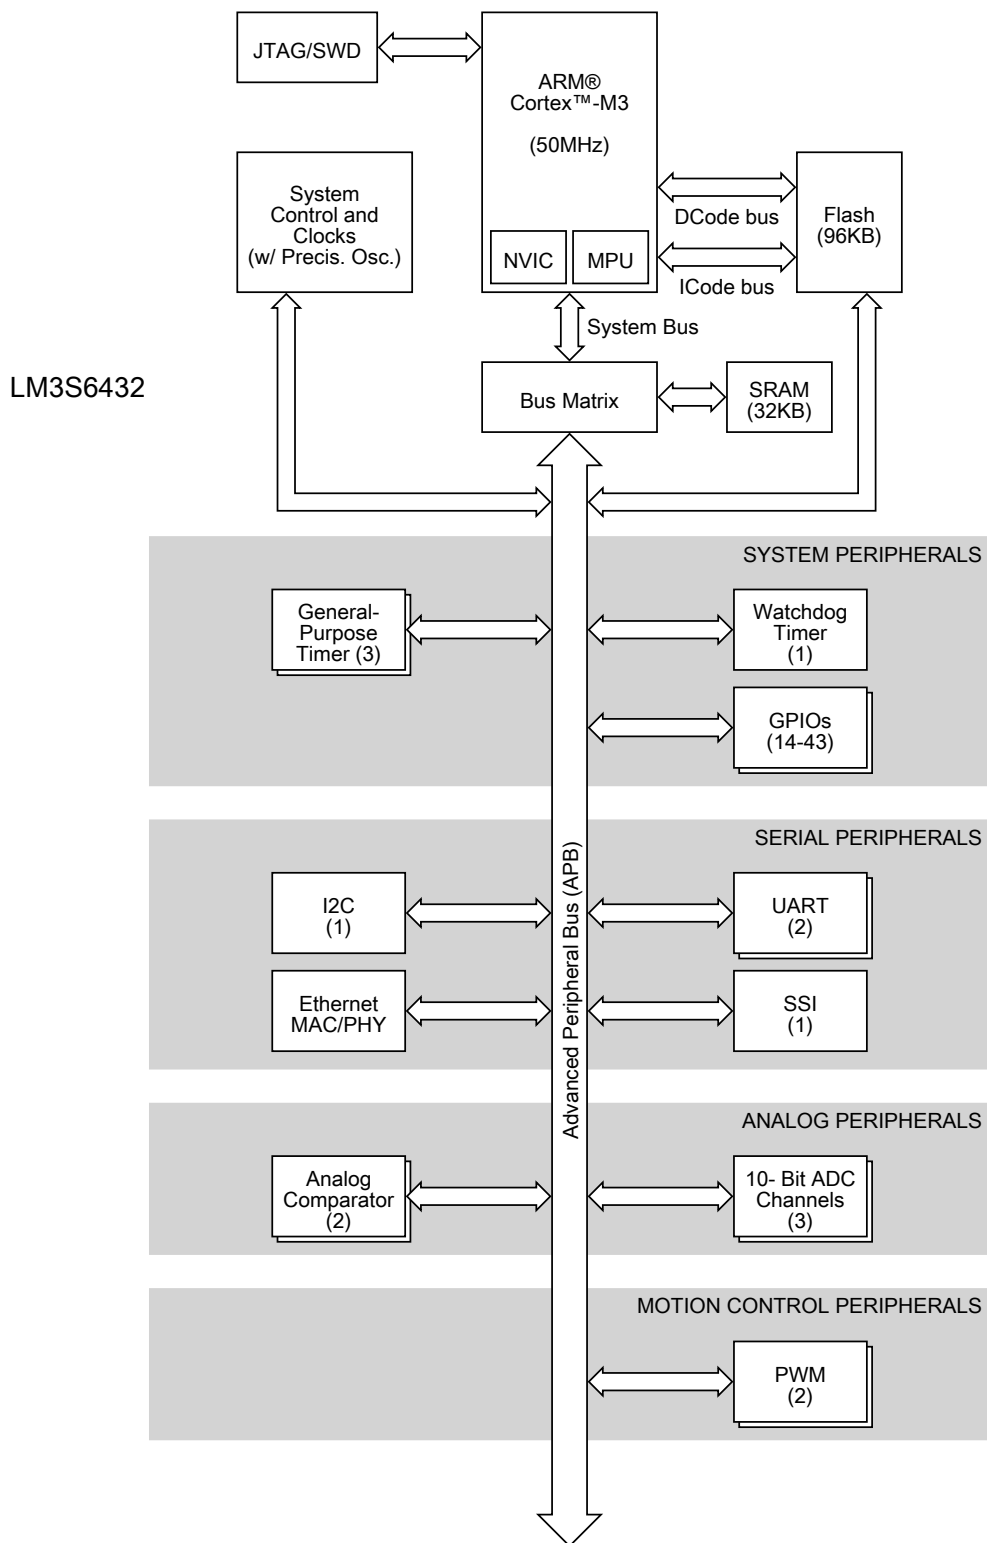 JTAG/SWD
ARM®
Cortex™-M3
(50MHz)
System
Control and
Clocks
(w/ Precis. Osc.)
DCode bus
Flash
(96KB)
NVIC
MPU
ICode bus
System Bus
LM3S6432
Bus Matrix
SRAM
(32KB)
SYSTEM PERIPHERALS
General-
Purpose
Timer (3)
Watchdog
Timer
(1)
GPIOs
(14-43)
Advanced Peripheral Bus (APB)
SERIAL PERIPHERALS
I2C
(1)
UART
(2)
Ethernet
MAC/PHY
SSI
(1)
ANALOG PERIPHERALS
Analog
Comparator
(2)
10- Bit ADC
Channels
(3)
MOTION CONTROL PERIPHERALS
PWM
(2)